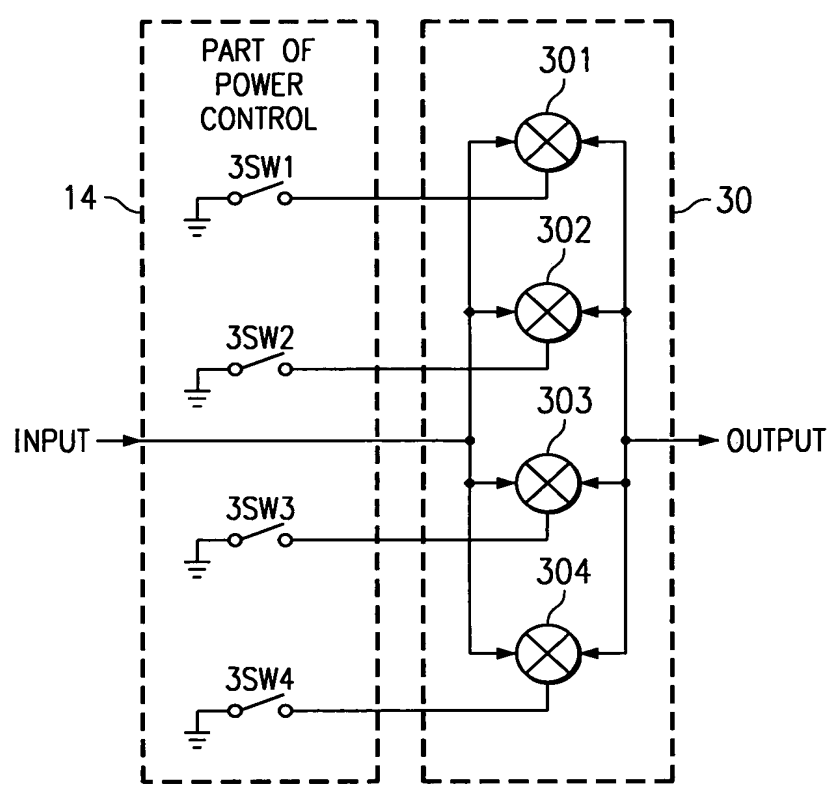 PART OF
POWER
CONTROL
301
3SW1
14
30
302
3SW2
303
INPUT
OUTPUT
3SW3
304
3SW4